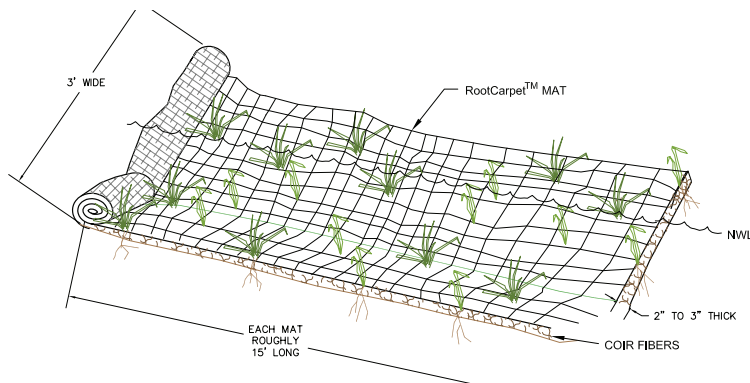 3' WIDE
RootCarpet™ MAT
NWL
2" TO 3" THICK
EACH MAT
ROUGHLY
15' LONG
COIR FIBERS